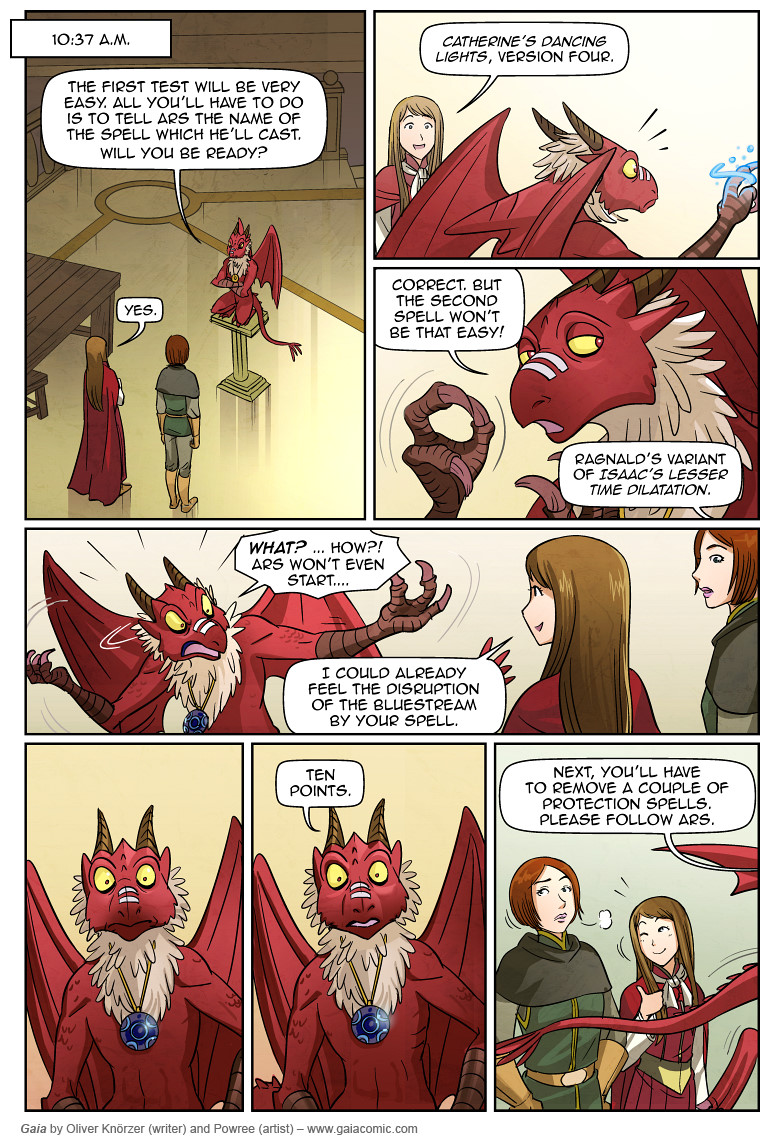 10:37 A.M.
THE FIRST TEST WILL BE VERY
EASY. ALL YOU'LL HAVE TO DO
IS TO TELL ARS THE NAME OF
THE SPELL WHICH HE'LL CAST.
WILL YOU BE READY?
YES.
CATHERINE'S DANCING
LIGHTS, VERSION FOUR.
CORRECT. BUT
THE SECOND
SPELL WON'T
BE THAT EASY!
RAGNALD'S VARIANT
OF ISAAC'S LESSER
TIME DILATATION.
WHAT? ... HOW?!
ARS WON'T EVEN
START....
I COULD ALREADY
FEEL THE DISRUPTION
OF THE BLUESTREAM
BY YOUR SPELL.
TEN
POINTS.
NEXT, YOU'LL HAVE
TO REMOVE A COUPLE OF
PROTECTION SPELLS.
PLEASE FOLLOW ARS.
Gaia by Oliver Knörzer (writer) and Powree (artist) – www.gaiacomic.com